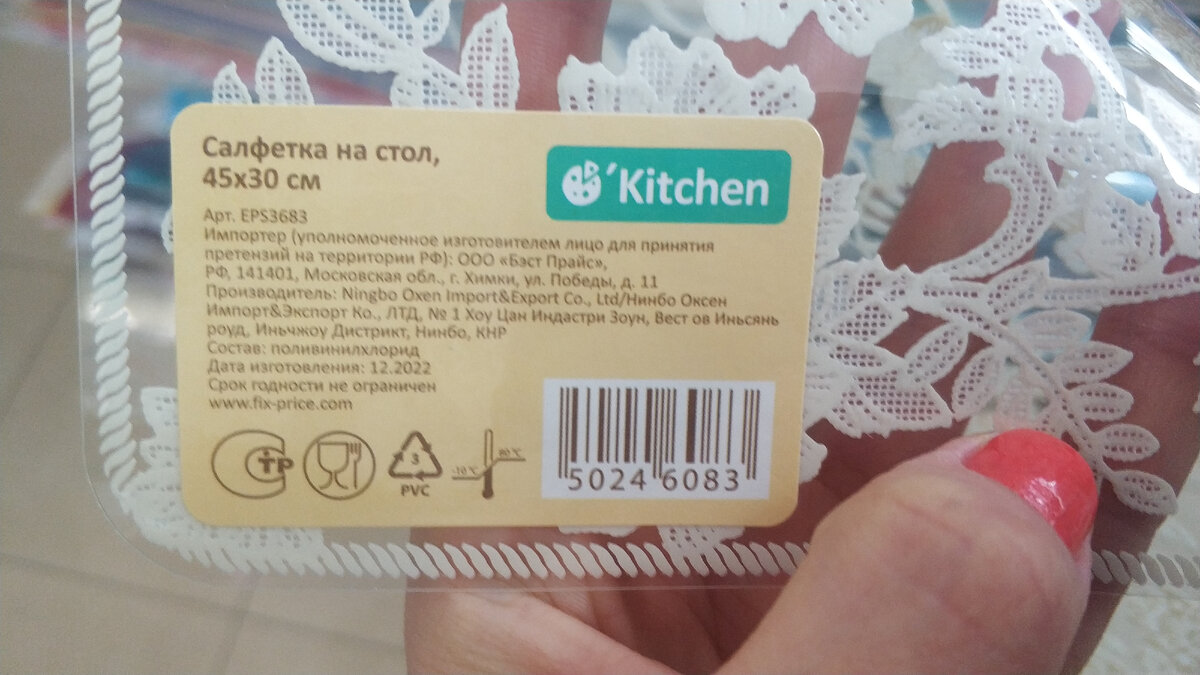 Салфетка на стол,
45х30 см
´Kitchen
Арт. EPS3683
Импортер (уполномоченное изготовителем лицо для принятия
претензий на территории РФ): ООО «Бэст Прайс»,
РФ, 141401, Московская обл., г. Химки, ул. Победы, д. 11
Производитель: Ningbo Oxen Import&Export Co., Ltd/Нинбо Оксен
Импорт&Экспорт Ко., ЛТД, № 1 Хоу Цан Индастри Зоун, Вест ов Иньсянь
роуд, Иньчжоу Дистрикт, Нинбо, КНР
Состав: поливинилхлорид
Дата изготовления: 12.2022
Срок годности не ограничен
www.fix-price.com
СТР
3
PVC
-10°C
80°C
5024 6083